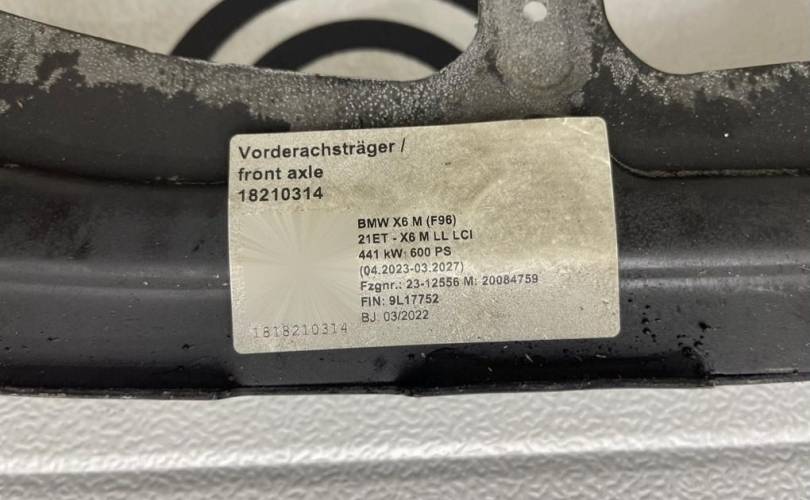 Vorderachsträger /
front axle
18210314
BMW X6 M (F96)
21ET - X6 M LL LCI
441 kW: 600 PS
(04.2023-03.2027)
Fzgnr.: 23-12556 M: 20084759
FIN: 9L17752
BJ: 03/2022
1818210314